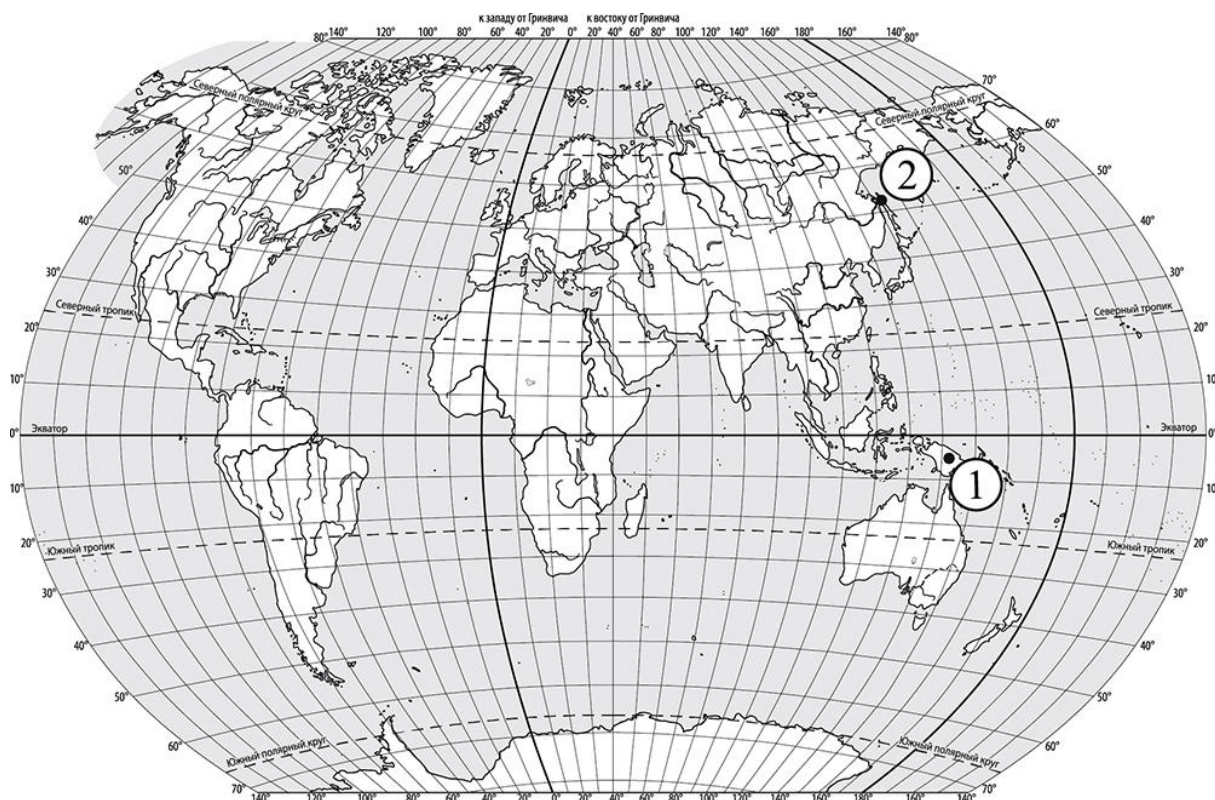 к западу от Гринвича к востоку от Гринвича
80° 140° 120° 100° 80° 60° 40° 20° 0° 20° 40° 60° 80° 100° 120° 140° 160° 180° 160° 140° 80°
70°
Северный полярный круг Северный полярный круг
60°
50° 50°
2
40° 40°
30° 30°
Северный тропик Северный тропик
20° 20°
10° 10°
0° Экватор Экватор 0°
1
10° 10°
20° 20°
Южный тропик Южный тропик
30° 30°
40° 40°
50° 50°
60° 60°
Южный полярный круг Южный полярный круг
70° 140° 120° 100° 80° 60° 40° 20° 0° 20° 40° 60° 80° 100° 120° 140° 160° 180° 160° 140° 70°